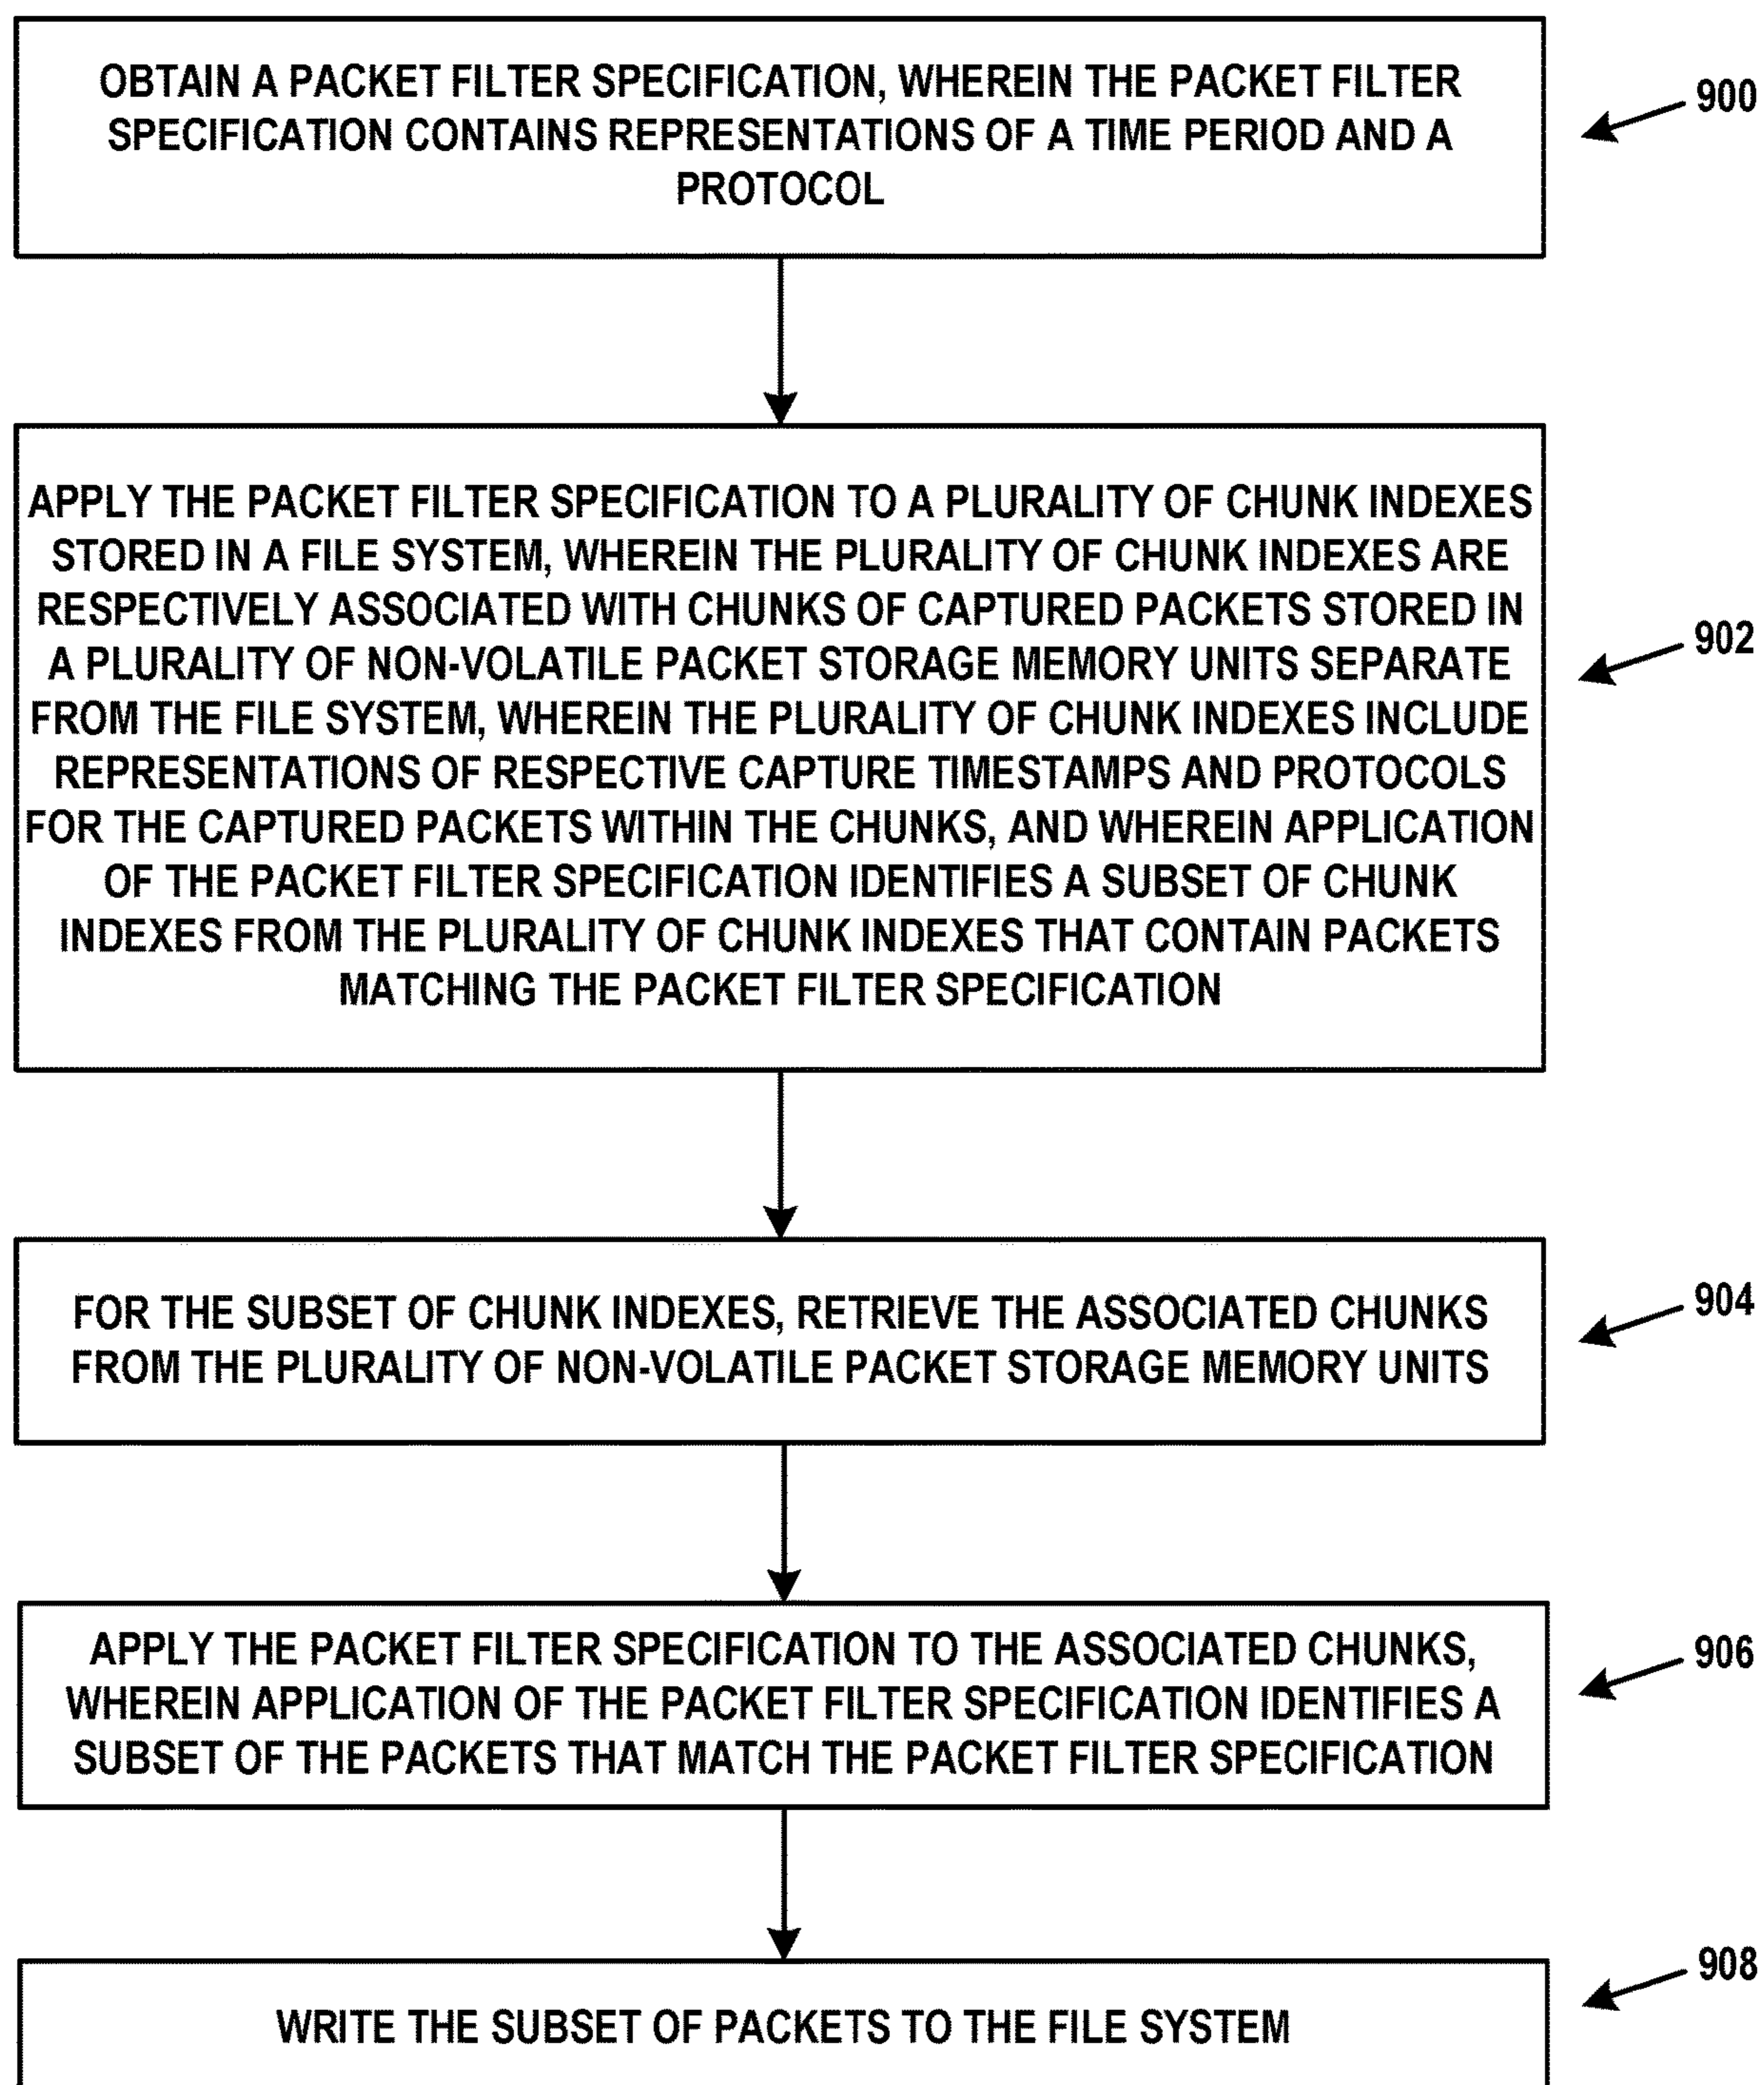 OBTAIN A PACKET FILTER SPECIFICATION, WHEREIN THE PACKET FILTER
SPECIFICATION CONTAINS REPRESENTATIONS OF A TIME PERIOD AND A
PROTOCOL
900
APPLY THE PACKET FILTER SPECIFICATION TO A PLURALITY OF CHUNK INDEXES
STORED IN A FILE SYSTEM, WHEREIN THE PLURALITY OF CHUNK INDEXES ARE
RESPECTIVELY ASSOCIATED WITH CHUNKS OF CAPTURED PACKETS STORED IN
A PLURALITY OF NON-VOLATILE PACKET STORAGE MEMORY UNITS SEPARATE
FROM THE FILE SYSTEM, WHEREIN THE PLURALITY OF CHUNK INDEXES INCLUDE
REPRESENTATIONS OF RESPECTIVE CAPTURE TIMESTAMPS AND PROTOCOLS
FOR THE CAPTURED PACKETS WITHIN THE CHUNKS, AND WHEREIN APPLICATION
OF THE PACKET FILTER SPECIFICATION IDENTIFIES A SUBSET OF CHUNK
INDEXES FROM THE PLURALITY OF CHUNK INDEXES THAT CONTAIN PACKETS
MATCHING THE PACKET FILTER SPECIFICATION
902
FOR THE SUBSET OF CHUNK INDEXES, RETRIEVE THE ASSOCIATED CHUNKS
FROM THE PLURALITY OF NON-VOLATILE PACKET STORAGE MEMORY UNITS
904
APPLY THE PACKET FILTER SPECIFICATION TO THE ASSOCIATED CHUNKS,
WHEREIN APPLICATION OF THE PACKET FILTER SPECIFICATION IDENTIFIES A
SUBSET OF THE PACKETS THAT MATCH THE PACKET FILTER SPECIFICATION
906
WRITE THE SUBSET OF PACKETS TO THE FILE SYSTEM
908